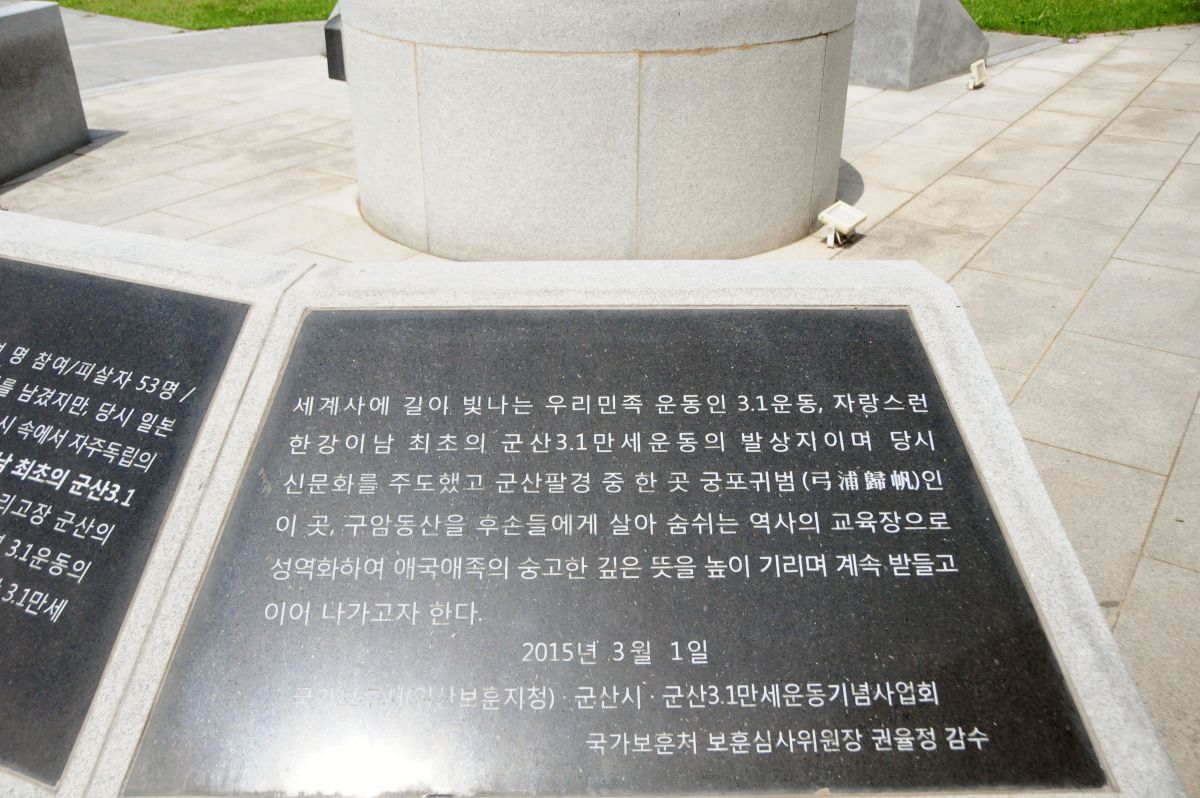 명 참여/피살자 53명 /
를 남겼지만, 당시 일본
시 속에서 자주독립의
남 최초의 군산3.1
리고장 군산의
3.1운동의
3.1만세
세계사에 길이 빛나는 우리민족 운동인 3.1운동, 자랑스런
한강이남 최초의 군산3.1만세운동의 발상지이며 당시
신문화를 주도했고 군산팔경 중 한 곳 궁포귀범(弓浦歸帆)인
이 곳, 구암동산을 후손들에게 살아 숨쉬는 역사의 교육장으로
성역화하여 애국애족의 숭고한 깊은 뜻을 높이 기리며 계속 받들고
이어 나가고자 한다.
2015년 3월 1일
국가보훈처(익산보훈지청) · 군산시 · 군산3.1만세운동기념사업회
국가보훈처 보훈심사위원장 권율정 감수